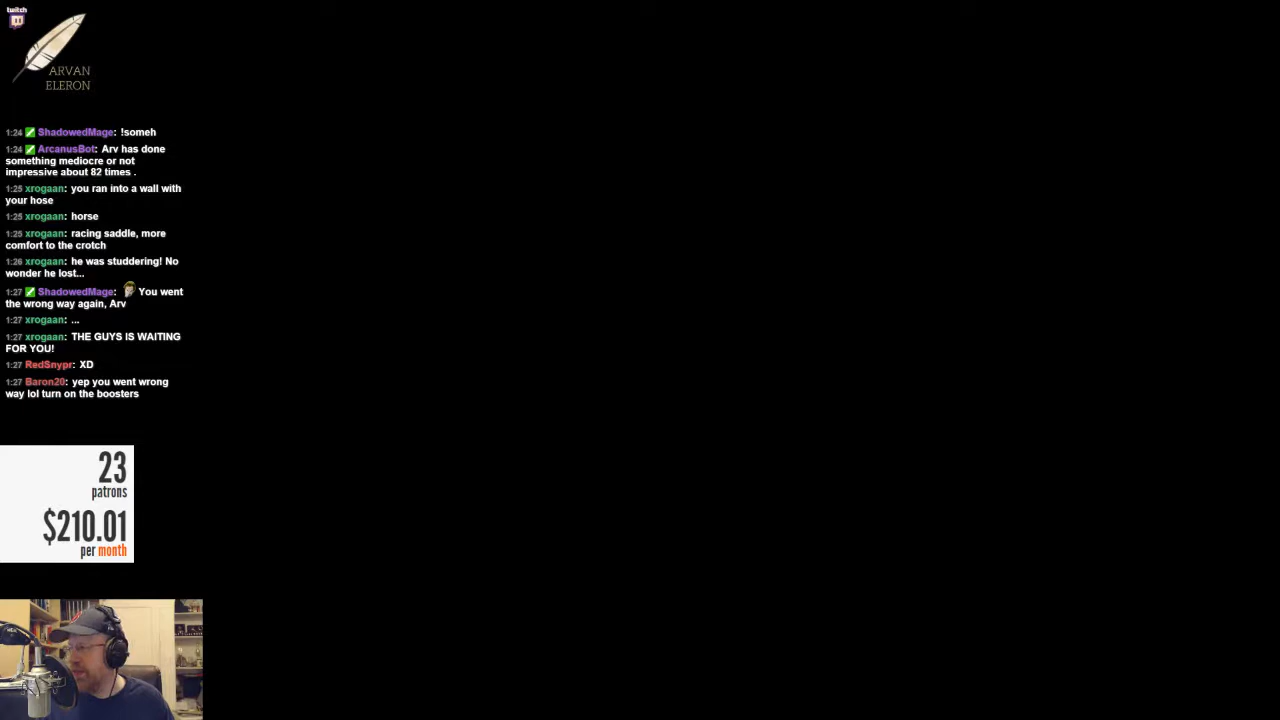 twitch
ARVAN
ELERON
1:24 ShadowedMage: !someh
1:24 ArcanusBot: Arv has done
something mediocre or not
impressive about 82 times .
1:25 xrogaan: you ran into a wall with
your hose
1:25 xrogaan: horse
1:25 xrogaan: racing saddle, more
comfort to the crotch
1:26 xrogaan: he was studdering! No
wonder he lost...
1:27 ShadowedMage: You went
the wrong way again, Arv
1:27 xrogaan: ...
1:27 xrogaan: THE GUYS IS WAITING
FOR YOU!
1:27 RedSnypr: XD
1:27 Baron20: yep you went wrong
way lol turn on the boosters
23
patrons
$210.01
per month